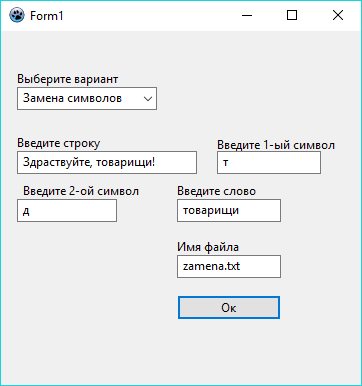 Form1
Выберите вариант
Замена символов
Введите строку
Введите 1-ый символ
Здраствуйте, товарищи!
т
Введите 2-ой символ
Введите слово
д
товарищи
Имя файла
zamena.txt
Ок